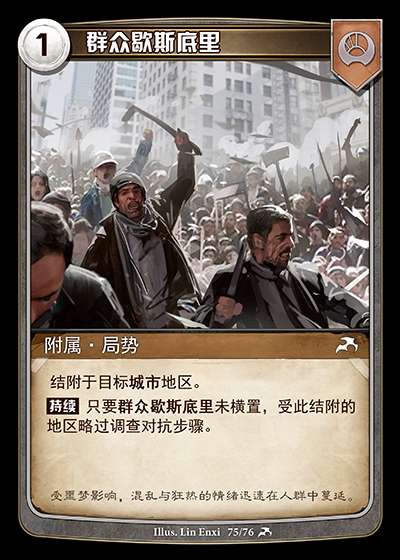 1
群众歇斯底里
附属·局势
结附于目标城市地区。
持续 只要群众歇斯底里未横置，受此结附的
地区略过调查对抗步骤。
受噩梦影响，混乱与狂热的情绪迅速在人群中蔓延。
Illus. Lin Enxi 75/76